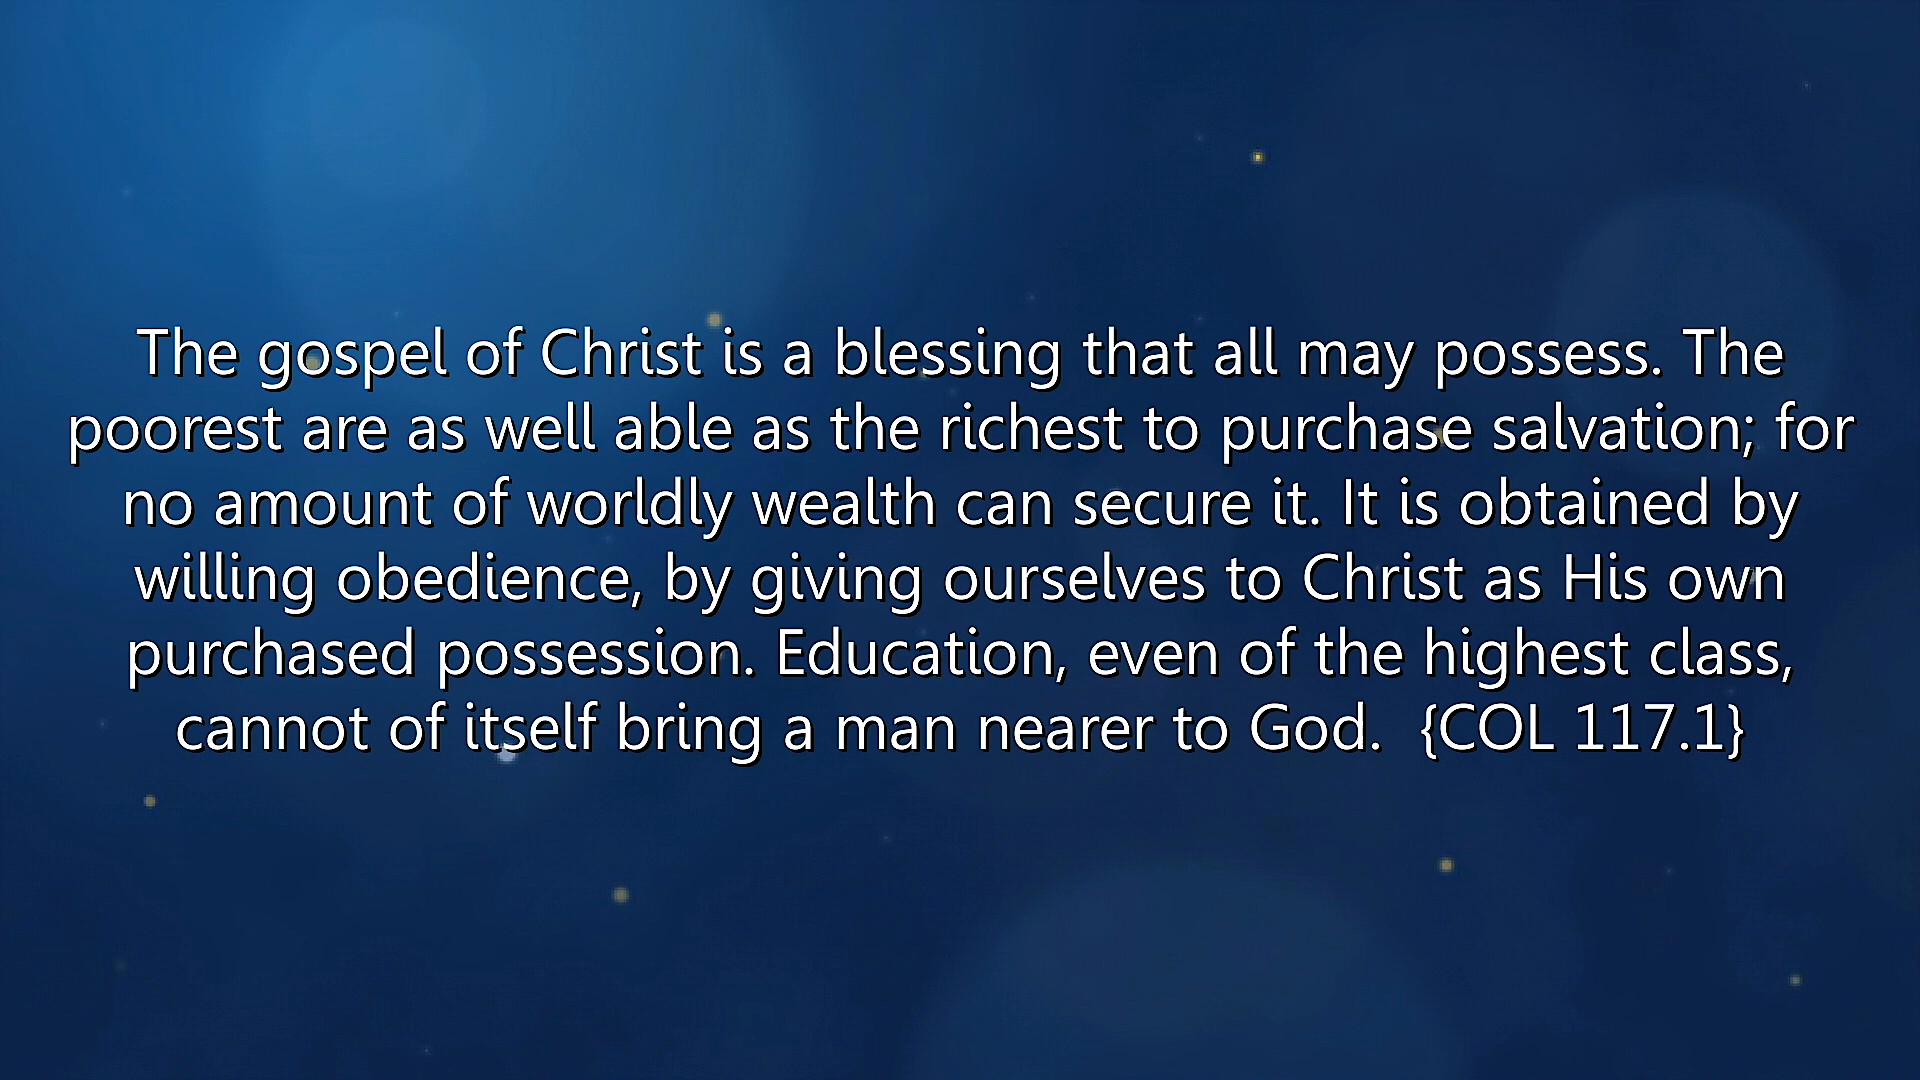 The gospel of Christ is a blessing that all may possess. The
poorest are as well able as the richest to purchase salvation; for
no amount of worldly wealth can secure it. It is obtained by
willing obedience, by giving ourselves to Christ as His own
purchased possession. Education, even of the highest class,
cannot of itself bring a man nearer to God.  {COL 117.1}